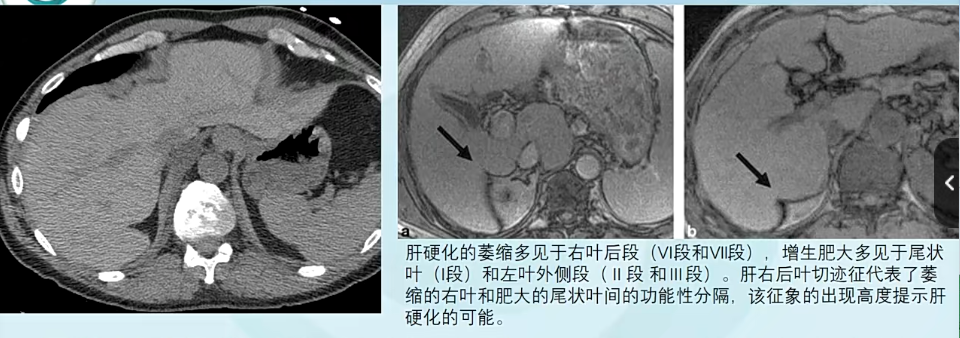 a
b
肝硬化的萎缩多见于右叶后段（VI段和VII段），增生肥大多见于尾状
叶（I段）和左叶外侧段（II段 和III段）。肝右后叶切迹征代表了萎
缩的右叶和肥大的尾状叶间的功能性分隔，该征象的出现高度提示肝
硬化的可能。